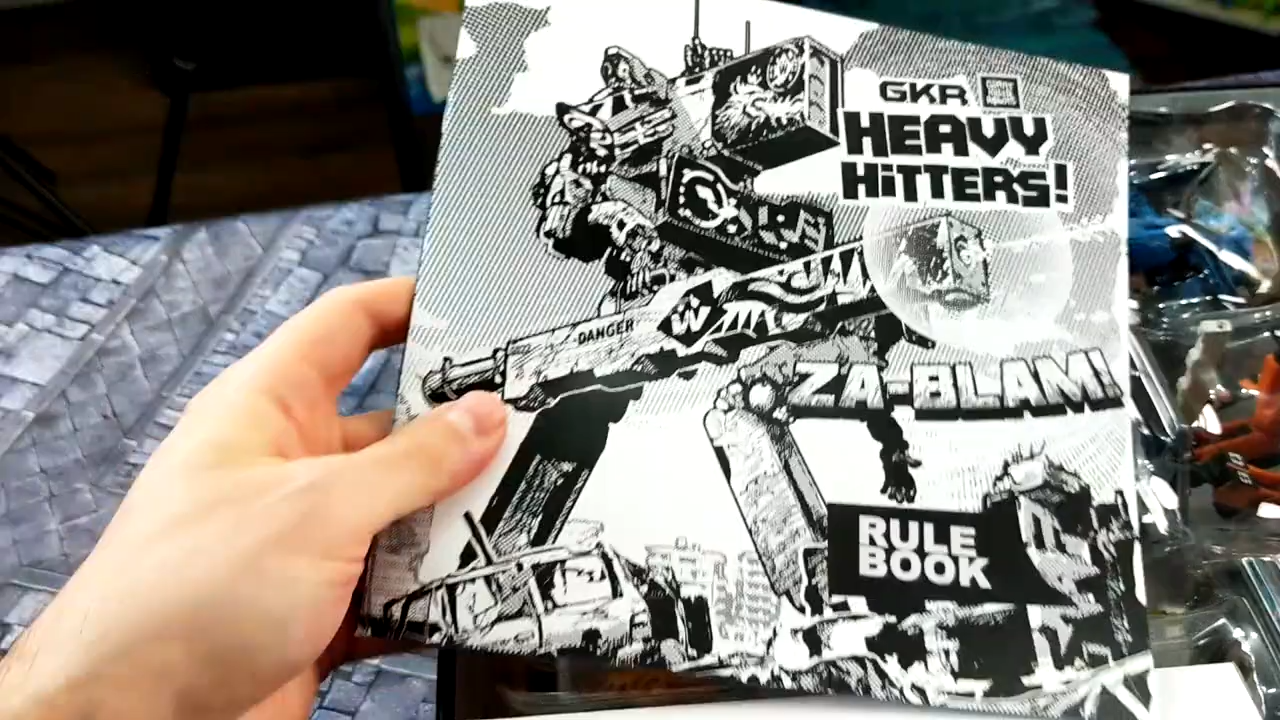 GKR
HEAVY
HiTTERS!
DANGER
W
ZA-BLAM!
RULE
BOOK